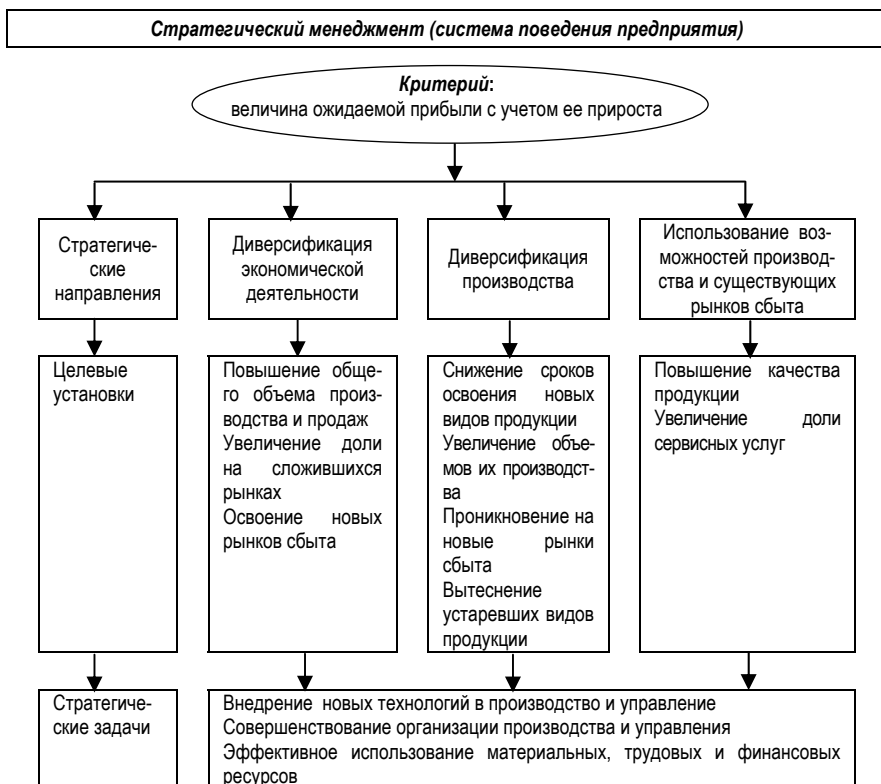 Стратегический менеджмент (система поведения предприятия)
Критерий:
величина ожидаемой прибыли с учетом ее прироста
Стратегиче-
ские
направления
Диверсификация
экономической
деятельности
Диверсификация
производства
Использование воз-
можностей производ-
ства и существующих
рынков сбыта
Целевые
установки
Повышение обще-
го объема произ-
водства и продаж
Увеличение доли
на сложившихся
рынках
Освоение новых
рынков сбыта
Снижение сроков
освоения новых
видов продукции
Увеличение объе-
мов их производст-
ва
Проникновение на
новые рынки
сбыта
Вытеснение
устаревших видов
продукции
Повышение качества
продукции
Увеличение доли
сервисных услуг
Стратегиче-
ские задачи
Внедрение новых технологий в производство и управление
Совершенствование организации производства и управления
Эффективное использование материальных, трудовых и финансовых
ресурсов